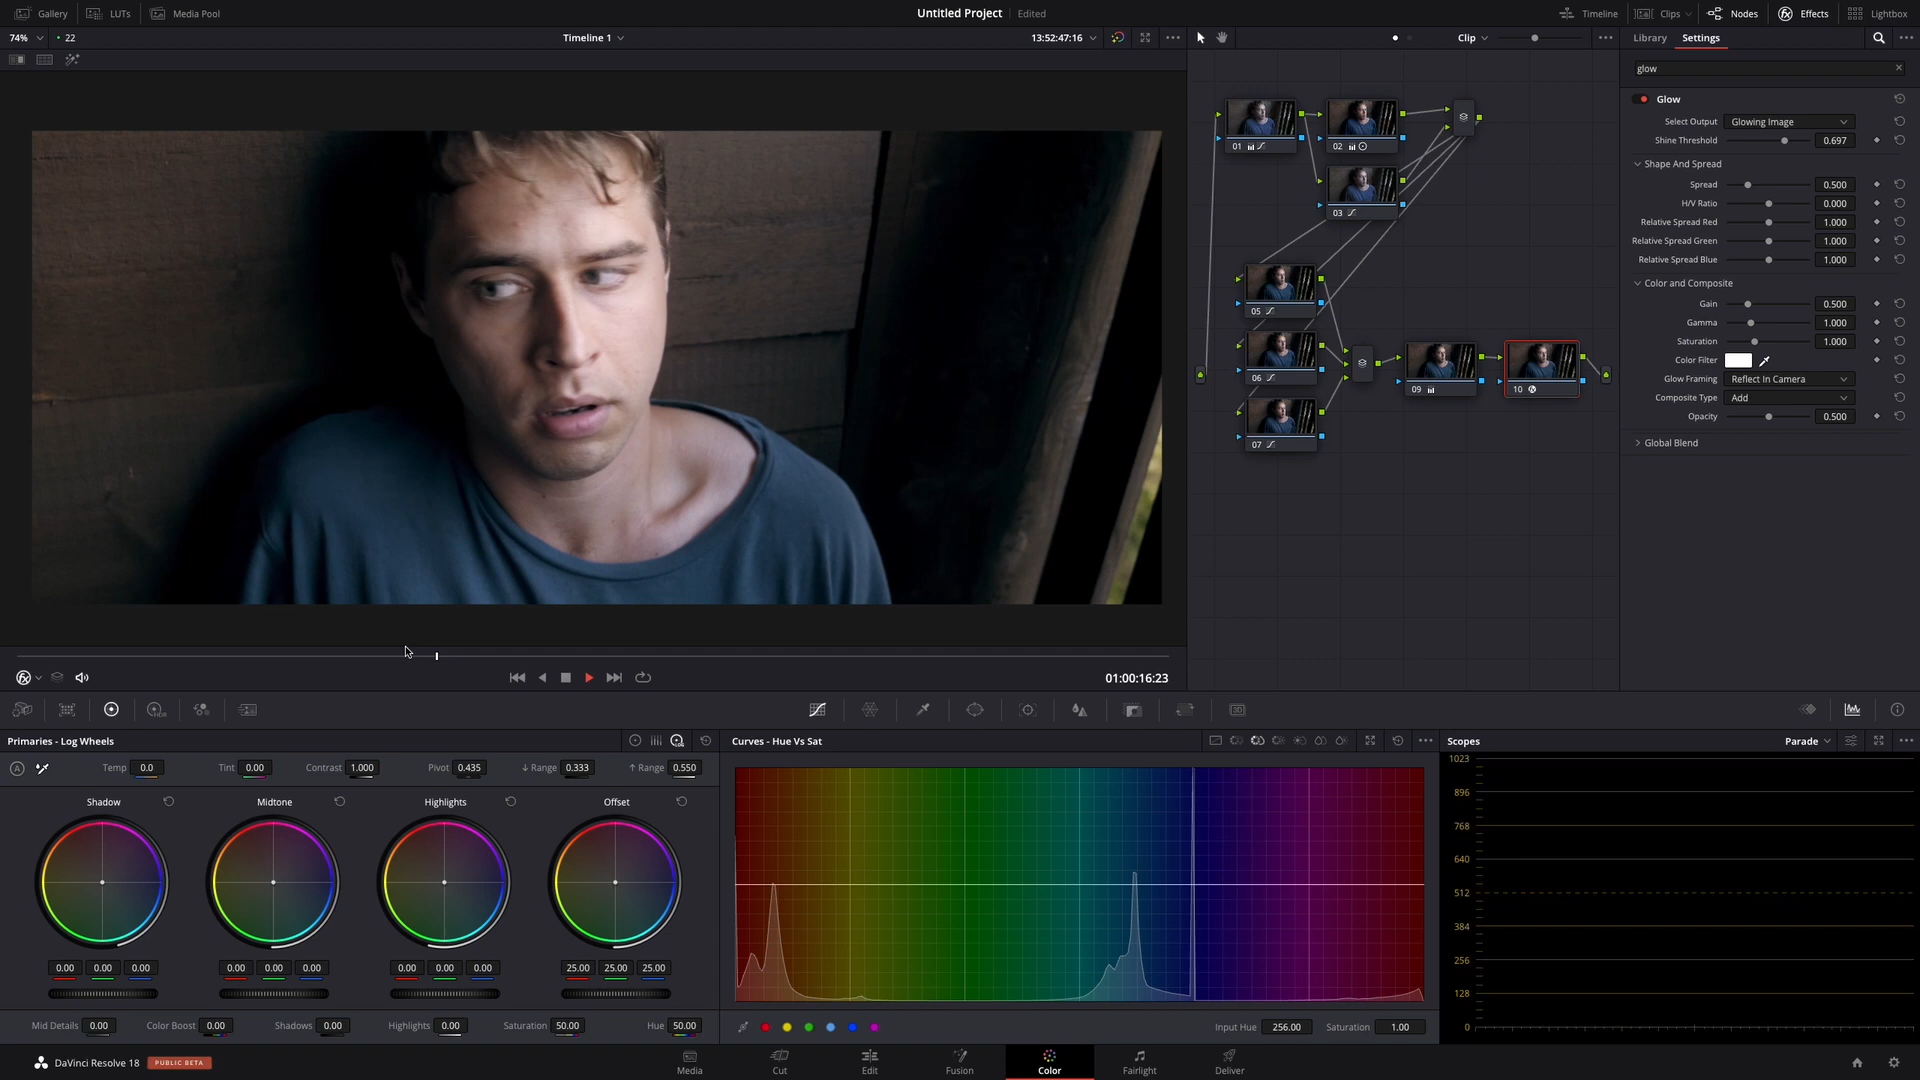 Gallery LUTs Media Pool Untitled Project Edited Timeline Clips Nodes Effects Lightbox
74% 22 Timeline 1 13:52:47:16 Clip Library Settings
glow
Glow
Select Output Glowing Image
Shine Threshold 0.697
Shape And Spread
Spread 0.500
H/V Ratio 0.000
Relative Spread Red 1.000
Relative Spread Green 1.000
Relative Spread Blue 1.000
Color and Composite
Gain 0.500
Gamma 1.000
Saturation 1.000
Color Filter
Glow Framing Reflect In Camera
Composite Type Add
Opacity 0.500
Global Blend
01 02
03
05
06
07
09 10
01:00:16:23
Primaries - Log Wheels
Temp 0.0 Tint 0.00 Contrast 1.000 Pivot 0.435 ↓ Range 0.333 ↑ Range 0.550
Shadow Midtone Highlights Offset
0.00 0.00 0.00 0.00 0.00 0.00 0.00 0.00 0.00 25.00 25.00 25.00
Mid Details 0.00 Color Boost 0.00 Shadows 0.00 Highlights 0.00 Saturation 50.00 Hue 50.00
Curves - Hue Vs Sat
Input Hue 256.00 Saturation 1.00
Scopes Parade
1023
896
768
640
512
384
256
128
0
DaVinci Resolve 18 PUBLIC BETA
Media Cut Edit Fusion Color Fairlight Deliver